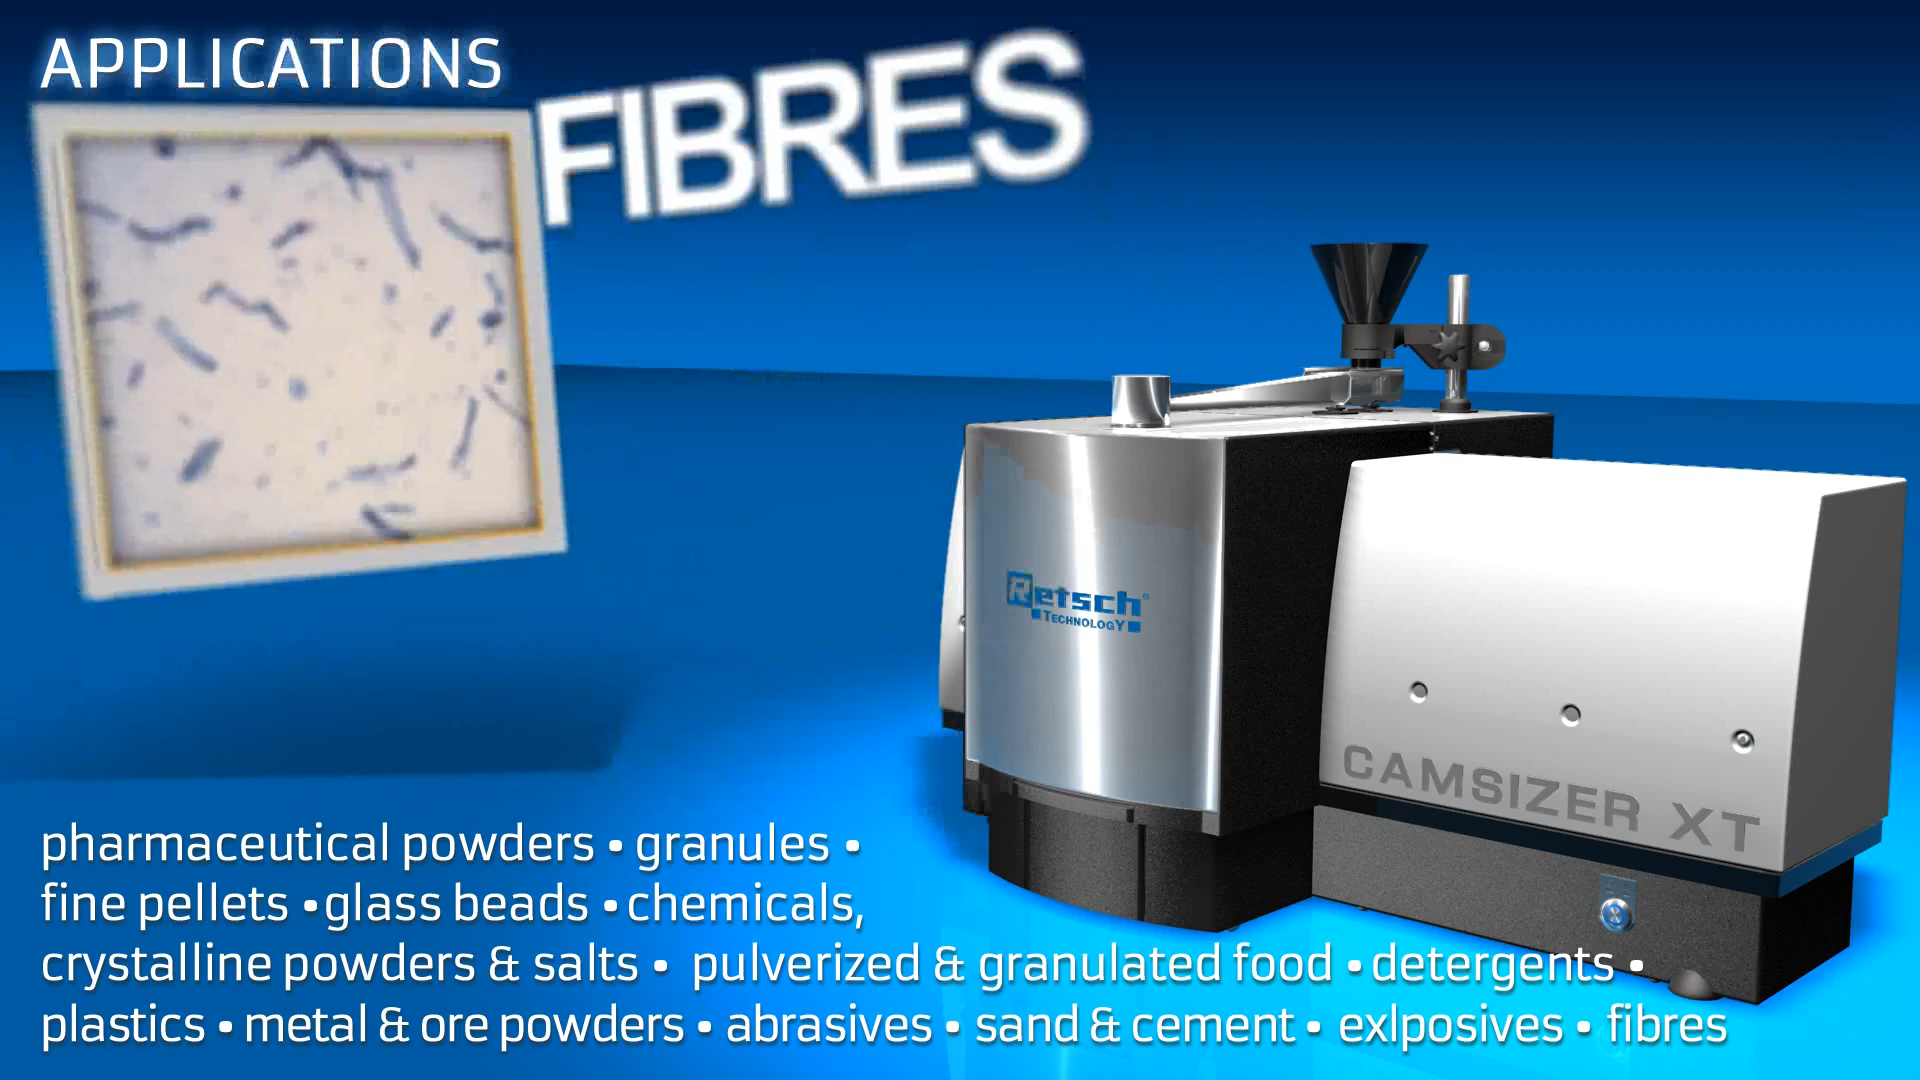 APPLICATIONS
FIBRES
Retsch®
TECHNOLOGY
CAMSIZER XT
pharmaceutical powders • granules •
fine pellets • glass beads • chemicals,
crystalline powders & salts • pulverized & granulated food • detergents •
plastics • metal & ore powders • abrasives • sand & cement • exlposives • fibres